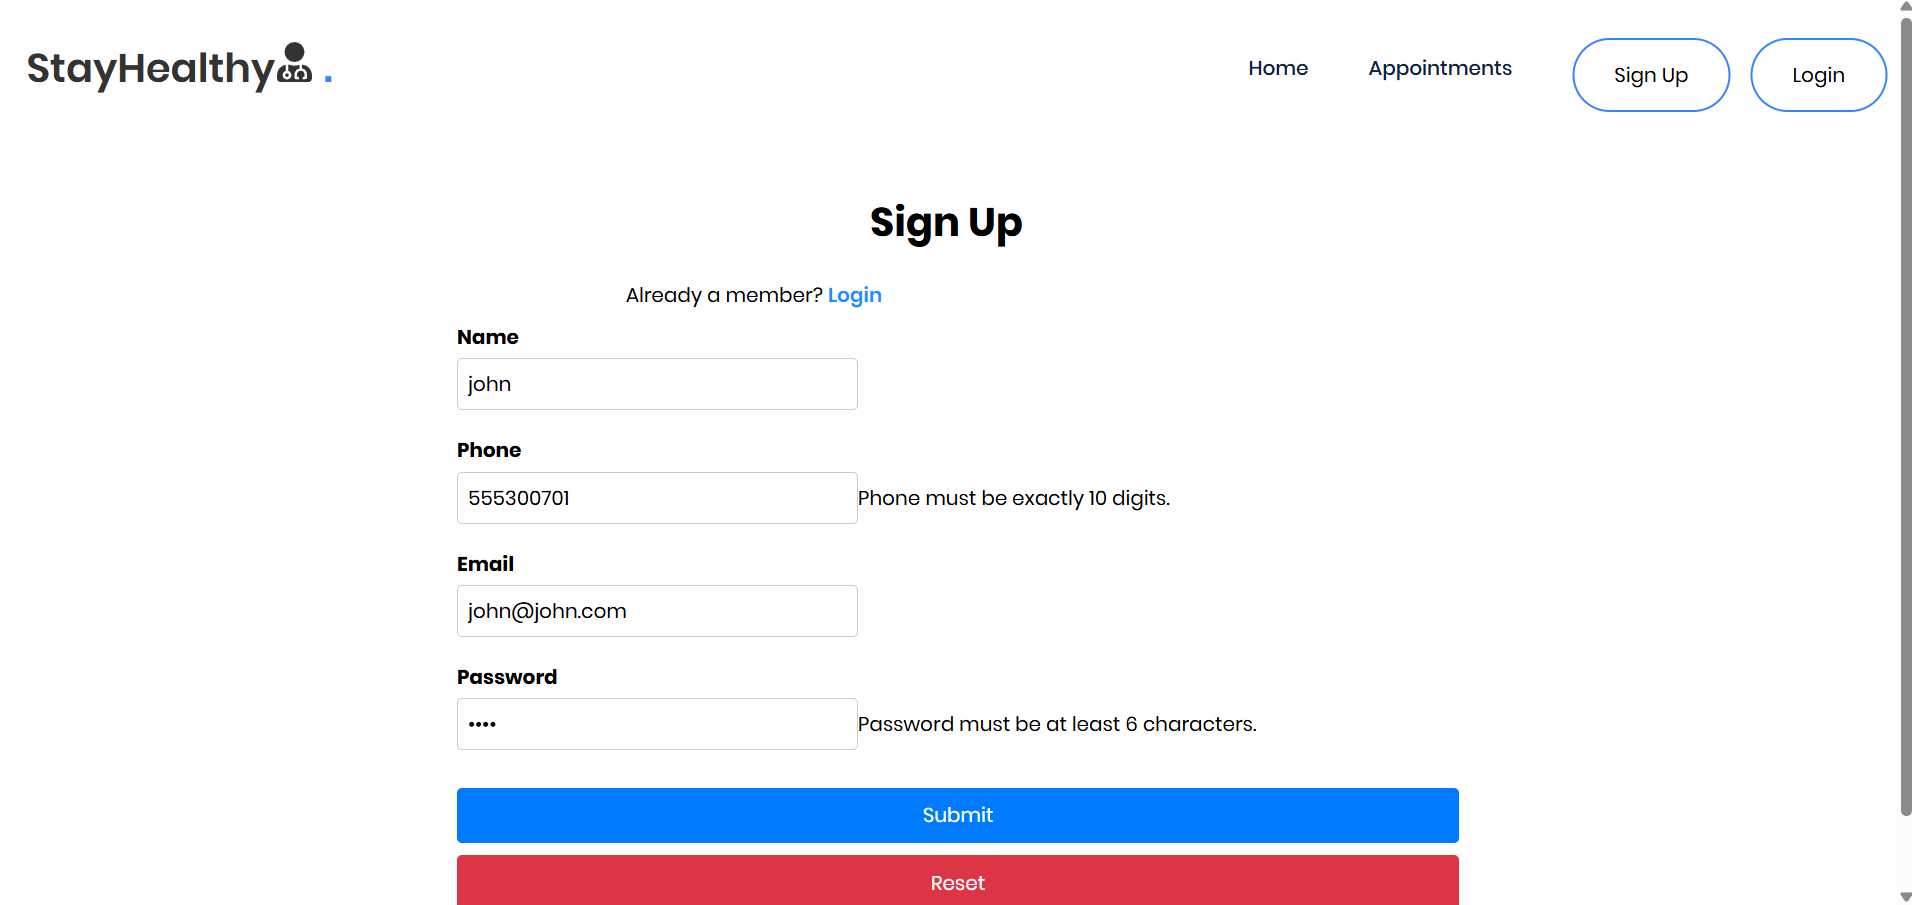 StayHealthy .
Home Appointments Sign Up Login
Sign Up
Already a member? Login
Name
john
Phone
555300701 Phone must be exactly 10 digits.
Email
john@john.com
Password
•••• Password must be at least 6 characters.
Submit
Reset